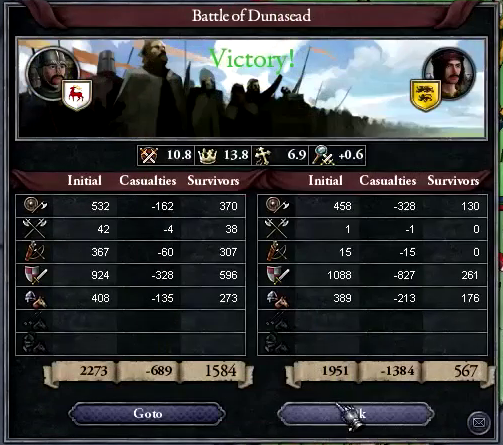 Battle of Dunasead
Victory!
10.8 13.8 6.9 +0.6
Initial Casualties Survivors Initial Casualties Survivors
532 -162 370 458 -328 130
42 -4 38 1 -1 0
367 -60 307 15 -15 0
924 -328 596 1088 -827 261
408 -135 273 389 -213 176
2273 -689 1584 1951 -1384 567
Goto k